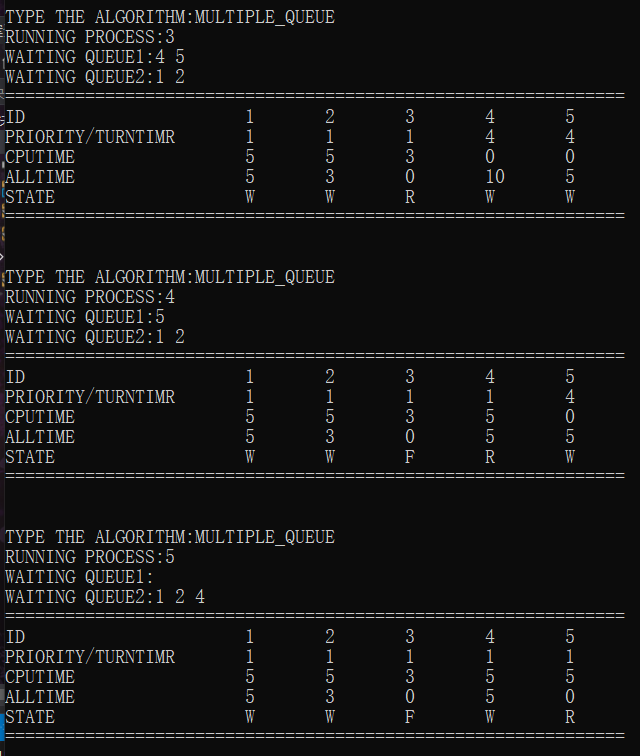 TYPE THE ALGORITHM:MULTIPLE_QUEUE
RUNNING PROCESS:3
WAITING QUEUE1:4 5
WAITING QUEUE2:1 2
==============================================================
ID 1 2 3 4 5
PRIORITY/TURNTIMR 1 1 1 4 4
CPUTIME 5 5 3 0 0
ALLTIME 5 3 0 10 5
STATE W W R W W
==============================================================
TYPE THE ALGORITHM:MULTIPLE_QUEUE
RUNNING PROCESS:4
WAITING QUEUE1:5
WAITING QUEUE2:1 2
==============================================================
ID 1 2 3 4 5
PRIORITY/TURNTIMR 1 1 1 1 4
CPUTIME 5 5 3 5 0
ALLTIME 5 3 0 5 5
STATE W W F R W
==============================================================
TYPE THE ALGORITHM:MULTIPLE_QUEUE
RUNNING PROCESS:5
WAITING QUEUE1:
WAITING QUEUE2:1 2 4
==============================================================
ID 1 2 3 4 5
PRIORITY/TURNTIMR 1 1 1 1 1
CPUTIME 5 5 3 5 5
ALLTIME 5 3 0 5 0
STATE W W F W R
==============================================================